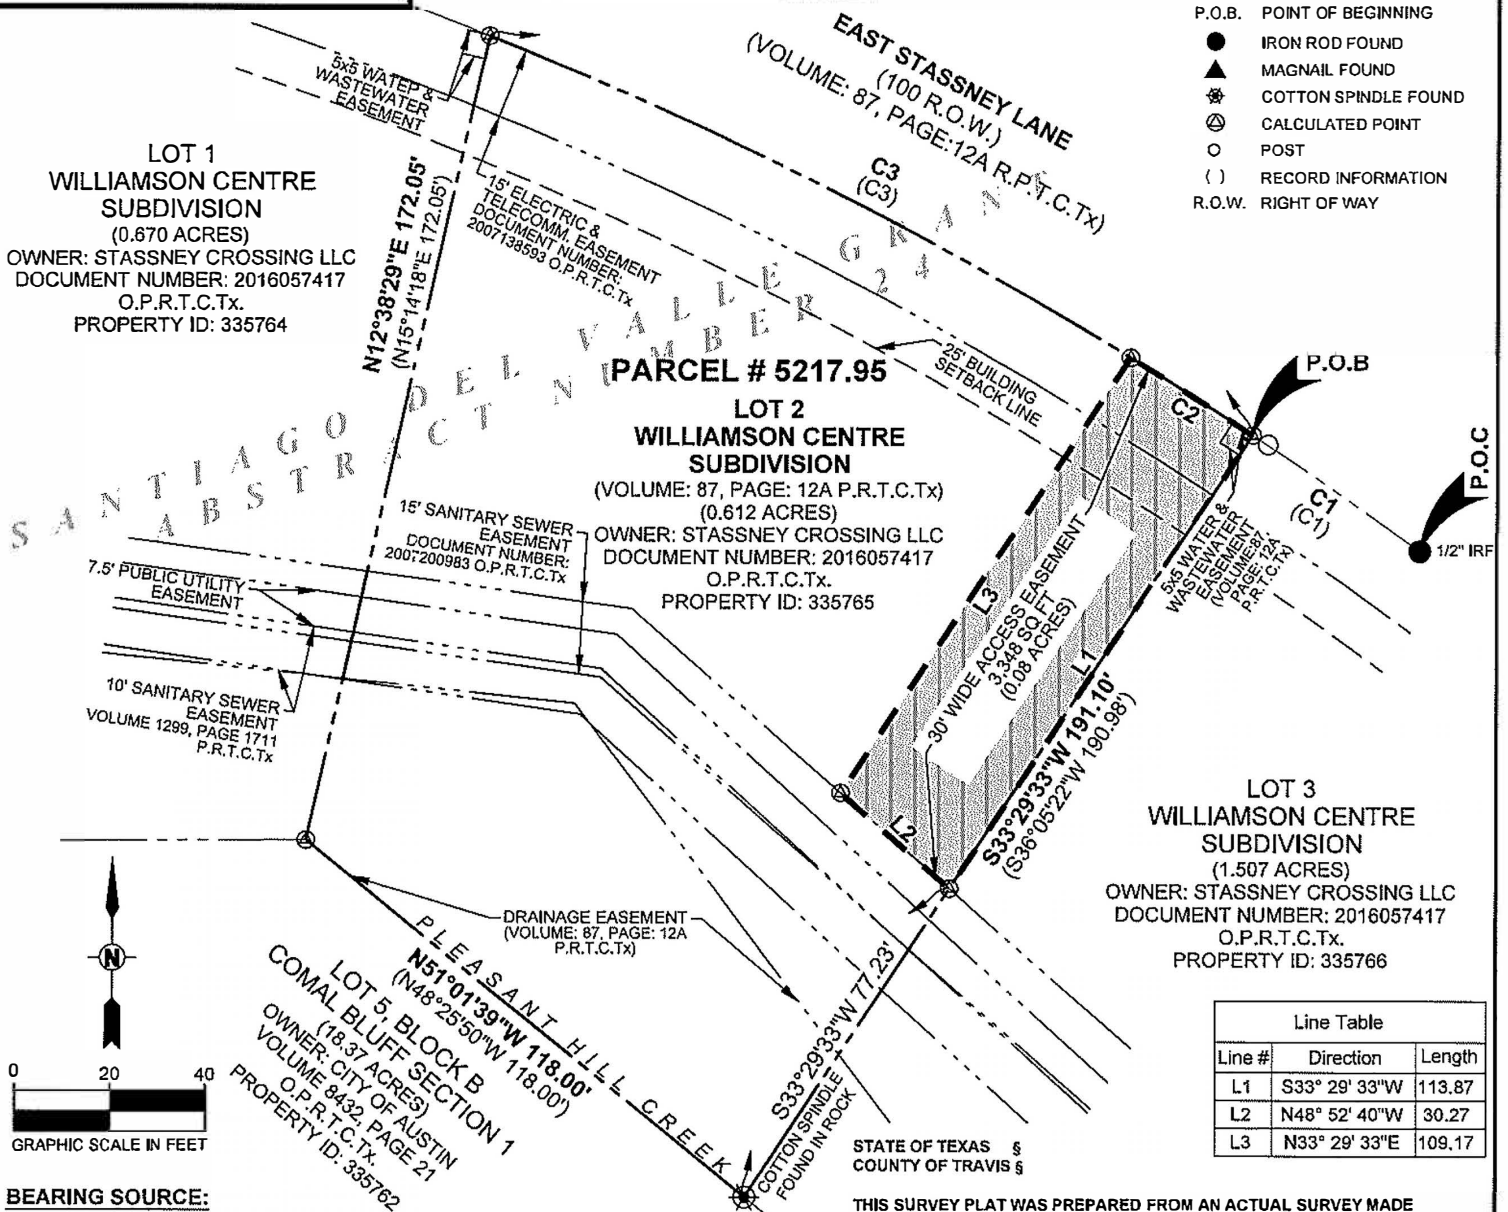 P.O.B. POINT OF BEGINNING
IRON ROD FOUND
MAGNAIL FOUND
COTTON SPINDLE FOUND
CALCULATED POINT
POST
( ) RECORD INFORMATION
R.O.W. RIGHT OF WAY
EAST STASSNEY LANE
(100 R.O.W.)
(VOLUME: 87, PAGE:12A R.P.T.C.Tx)
C3
(C3)
5x5 WATER &
WASTEWATER
EASEMENT
LOT 1
WILLIAMSON CENTRE
SUBDIVISION
(0.670 ACRES)
OWNER: STASSNEY CROSSING LLC
DOCUMENT NUMBER: 2016057417
O.P.R.T.C.Tx.
PROPERTY ID: 335764
N12°38'29"E 172.05'
(N15°14'18"E 172.05')
15' ELECTRIC &
TELECOMM. EASEMENT
DOCUMENT NUMBER:
2007138593 O.P.R.T.C.Tx
SANTIAGO DEL VALLE GRANT
ABSTRACT NUMBER 24
25' BUILDING
SETBACK LINE
PARCEL # 5217.95
LOT 2
WILLIAMSON CENTRE
SUBDIVISION
(VOLUME: 87, PAGE: 12A P.R.T.C.Tx)
(0.612 ACRES)
OWNER: STASSNEY CROSSING LLC
DOCUMENT NUMBER: 2016057417
O.P.R.T.C.Tx.
PROPERTY ID: 335765
P.O.B
C2
P.O.C
C1
(C1)
1/2" IRF
5x5 WATER &
WASTEWATER
EASEMENT
(VOLUME:87
PAGE:12A
P.R.T.C.Tx)
15' SANITARY SEWER
EASEMENT
DOCUMENT NUMBER:
2007200983 O.P.R.T.C.Tx
7.5' PUBLIC UTILITY
EASEMENT
10' SANITARY SEWER
EASEMENT
VOLUME 1299, PAGE 1711
P.R.T.C.Tx
L3
30' WIDE ACCESS EASEMENT
3,348 SQ FT
(0.08 ACRES)
L1
S33°29'33"W 191.10'
(S36°05'22"W 190.98')
L2
LOT 3
WILLIAMSON CENTRE
SUBDIVISION
(1.507 ACRES)
OWNER: STASSNEY CROSSING LLC
DOCUMENT NUMBER: 2016057417
O.P.R.T.C.Tx.
PROPERTY ID: 335766
DRAINAGE EASEMENT
(VOLUME: 87, PAGE: 12A
P.R.T.C.Tx)
PLEASANT HILL CREEK
N51°01'39"W 118.00'
(N48°25'50"W 118.00')
LOT 5, BLOCK B
COMAL BLUFF SECTION 1
(18.37 ACRES)
OWNER: CITY OF AUSTIN
VOLUME 8432, PAGE 21
O.P.R.T.C.Tx.
PROPERTY ID: 335762
S33°29'33"W 77.23'
COTTON SPINDLE
FOUND IN ROCK
N
0 20 40
GRAPHIC SCALE IN FEET
Line Table
Line # Direction Length
L1 S33° 29' 33"W 113.87
L2 N48° 52' 40"W 30.27
L3 N33° 29' 33"E 109.17
STATE OF TEXAS §
COUNTY OF TRAVIS §
BEARING SOURCE:
THIS SURVEY PLAT WAS PREPARED FROM AN ACTUAL SURVEY MADE